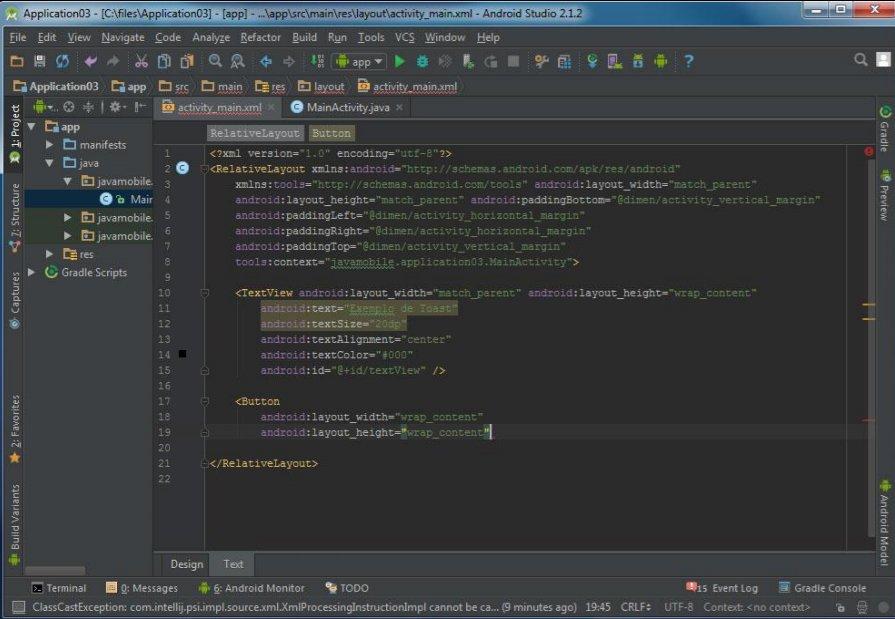 Application03 - [C:\files\Application03] - [app] - ...\app\src\main\res\layout\activity_main.xml - Android Studio 2.1.2
File Edit View Navigate Code Analyze Refactor Build Run Tools VCS Window Help
app
Application03 app src main res layout activity_main.xml
activity_main.xml MainActivity.java
1: Project
7: Structure
Captures
2: Favorites
Build Variants
app
manifests
java
javamobile.
Mair
javamobile.
javamobile.
res
Gradle Scripts
RelativeLayout Button
1 <?xml version="1.0" encoding="utf-8"?>
2 <RelativeLayout xmlns:android="http://schemas.android.com/apk/res/android"
3 xmlns:tools="http://schemas.android.com/tools" android:layout_width="match_parent"
4 android:layout_height="match_parent" android:paddingBottom="@dimen/activity_vertical_margin"
5 android:paddingLeft="@dimen/activity_horizontal_margin"
6 android:paddingRight="@dimen/activity_horizontal_margin"
7 android:paddingTop="@dimen/activity_vertical_margin"
8 tools:context="javamobile.application03.MainActivity">
9
10 <TextView android:layout_width="match_parent" android:layout_height="wrap_content"
11 android:text="Exemplo de Toast"
12 android:textSize="20dp"
13 android:textAlignment="center"
14 android:textColor="#000"
15 android:id="@+id/textView" />
16
17 <Button
18 android:layout_width="wrap_content"
19 android:layout_height="wrap_content"
20
21 </RelativeLayout>
22
Gradle
Preview
Android Model
Design Text
Terminal 0: Messages 6: Android Monitor TODO 15 Event Log Gradle Console
ClassCastException: com.intellij.psi.impl.source.xml.XmlProcessingInstructionImpl cannot be ca... (9 minutes ago) 19:45 CRLF UTF-8 Context: <no context>